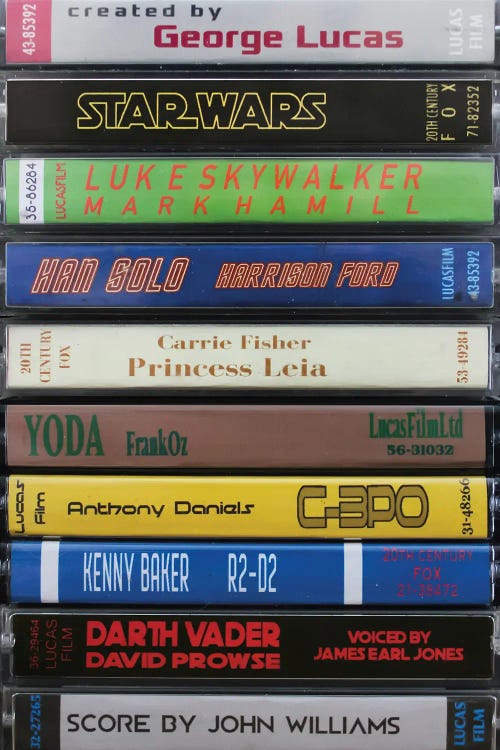 43-85392
created by
George Lucas
LUCAS
FILM
STAR WARS
20TH CENTURY
FOX
71-82352
35-86284
LUCASFILM
LUKE SKYWALKER
MARK HAMILL
HAN SOLO HARRISON FORD
LUCASFILM
43-85392
20TH
CENTURY
FOX
Carrie Fisher
Princess Leia
53-49284
YODA FrankOz
LucasFilmLtd
56-31032
Lucas
Film
Anthony Daniels C-3PO
31-48266
KENNY BAKER R2-D2
20TH CENTURY
FOX
21-38472
36-29464
LUCAS
FILM
DARTH VADER
DAVID PROWSE
VOICED BY
JAMES EARL JONES
32-27265
SCORE BY JOHN WILLIAMS
LUCAS
FILM